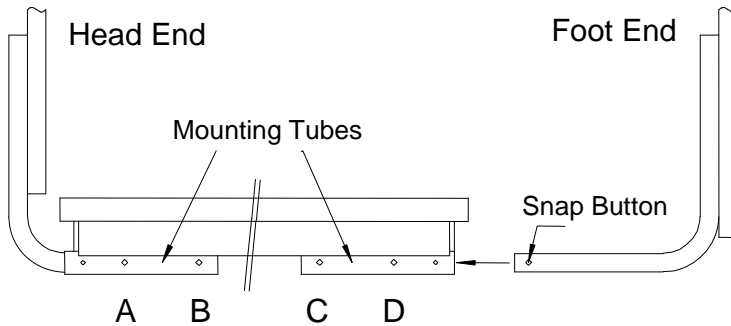 Head End
Foot End
Mounting Tubes
Snap Button
A B C D